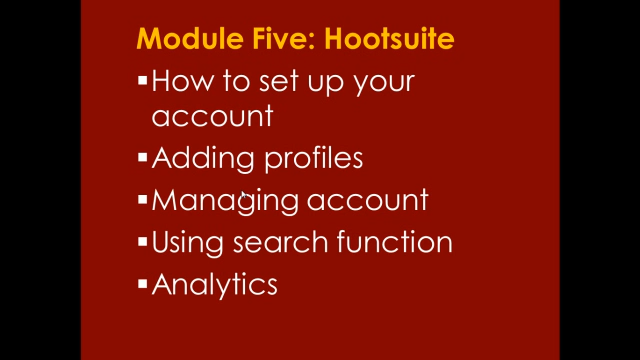 Module Five: Hootsuite
▪How to set up your
account
▪Adding profiles
▪Managing account
▪Using search function
▪Analytics